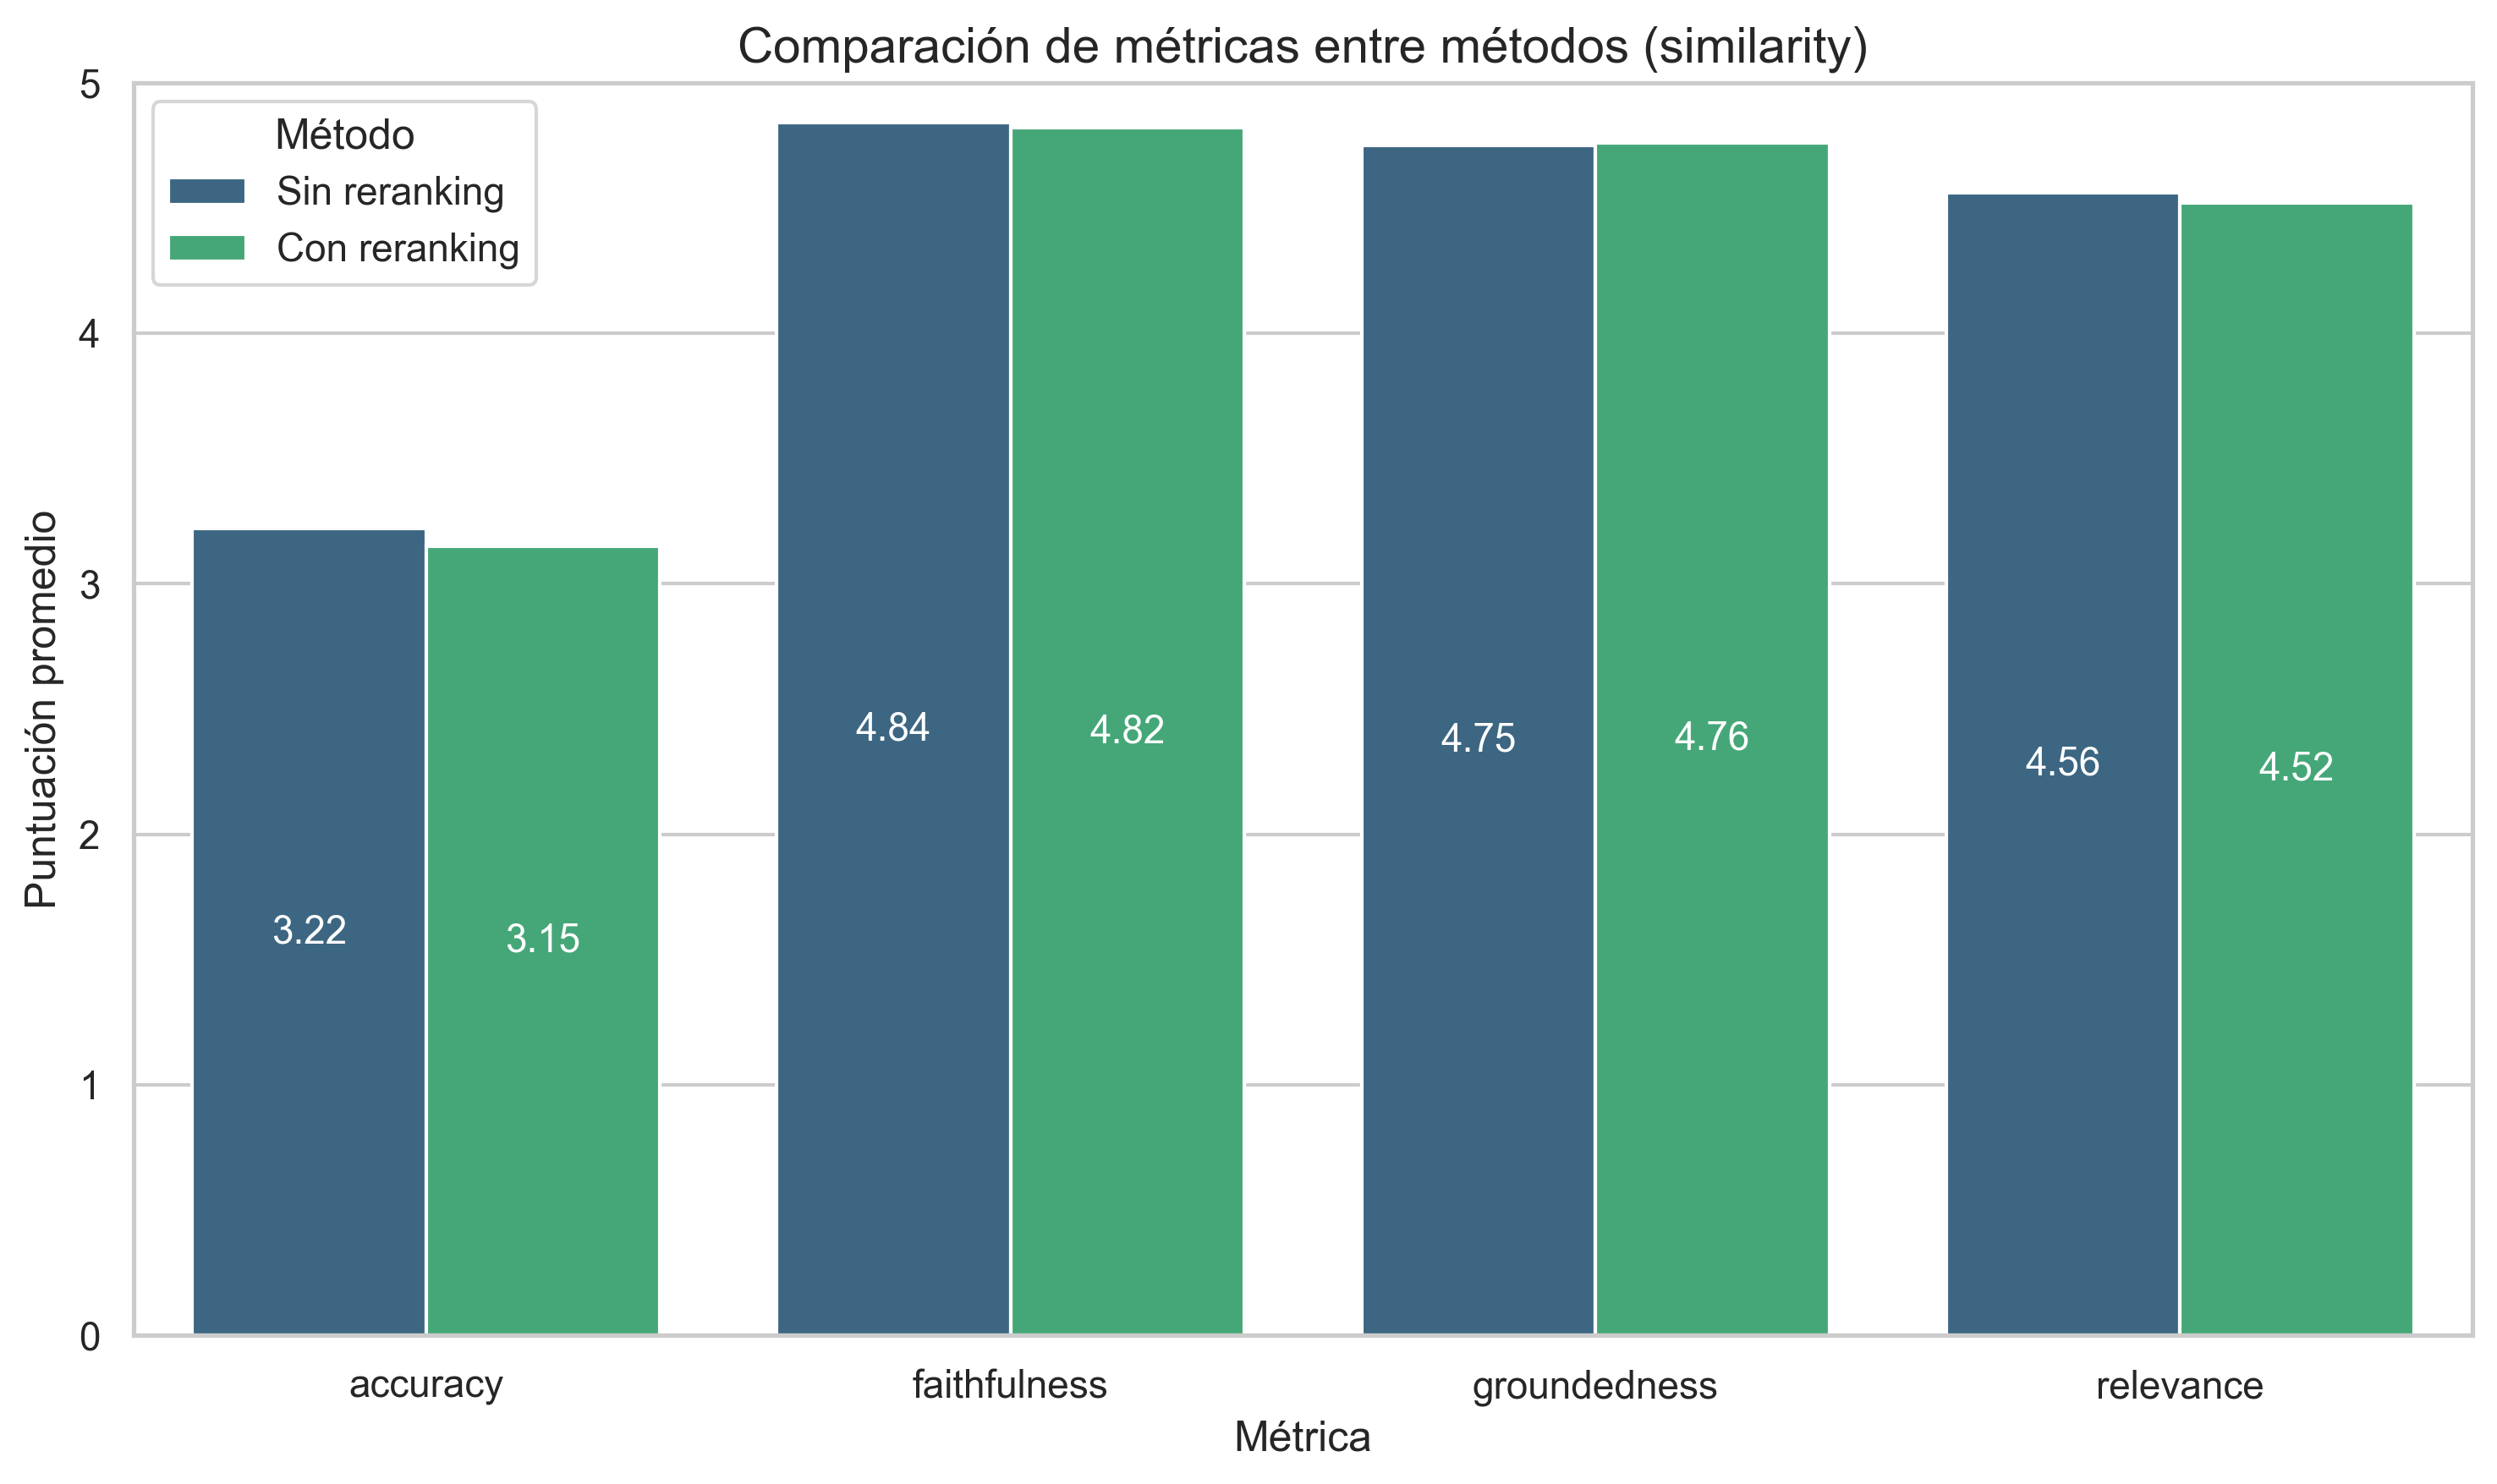 Comparación de métricas entre métodos (similarity)
Método
Sin reranking
Con reranking
Puntuación promedio
5
4
3
2
1
0
3.22
3.15
4.84
4.82
4.75
4.76
4.56
4.52
accuracy
faithfulness
groundedness
relevance
Métrica